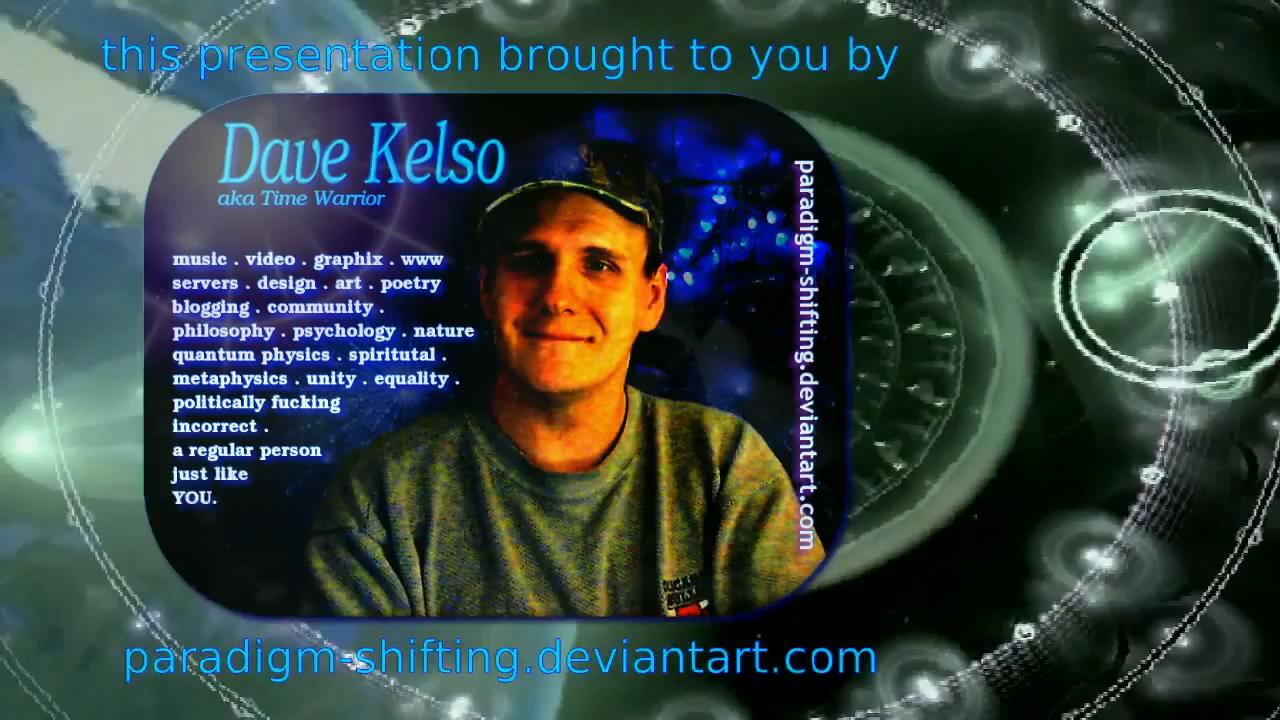 this presentation brought to you by
Dave Kelso
aka Time Warrior
music . video . graphix . www
servers . design . art . poetry
blogging . community .
philosophy . psychology . nature
quantum physics . spiritutal .
metaphysics . unity . equality .
politically fucking
incorrect .
a regular person
just like
YOU.
paradigm-shifting.deviantart.com
paradigm-shifting.deviantart.com